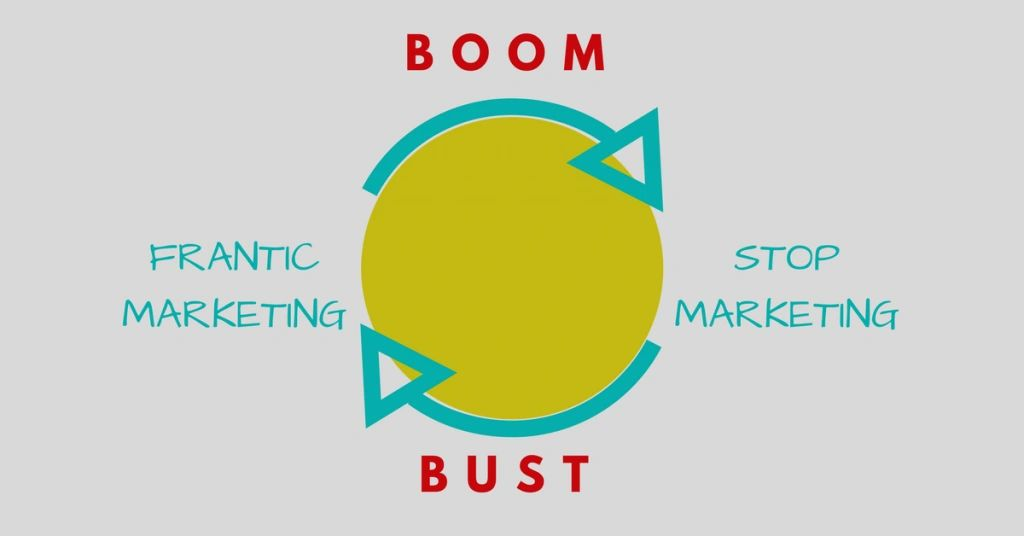 BOOM
FRANTIC
MARKETING
STOP
MARKETING
BUST